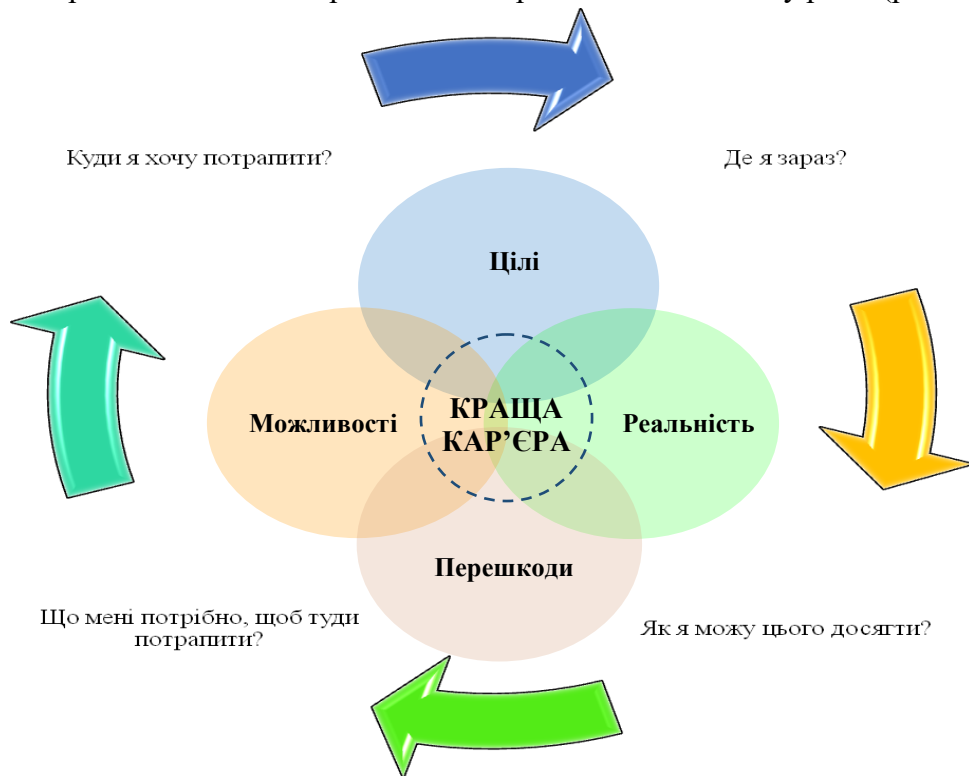 Куди я хочу потрапити?
Де я зараз?
Цілі
Можливості
КРАЩА
КАР’ЄРА
Реальність
Перешкоди
Що мені потрібно, щоб туди
потрапити?
Як я можу цього досягти?